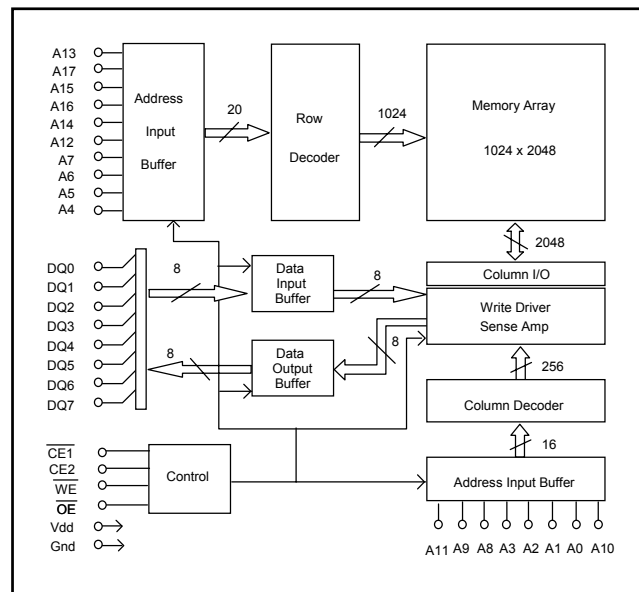 A13
A17
A15
A16
A14
A12
A7
A6
A5
A4
Address
Input
Buffer
20
Row
Decoder
1024
Memory Array
1024 x 2048
2048
Column I/O
Write Driver
Sense Amp
DQ0
DQ1
DQ2
DQ3
DQ4
DQ5
DQ6
DQ7
8
Data
Input
Buffer
8
8
Data
Output
Buffer
8
256
Column Decoder
16
Address Input Buffer
A11 A9 A8 A3 A2 A1 A0 A10
CE1
CE2
WE
OE
Vdd
Gnd
Control